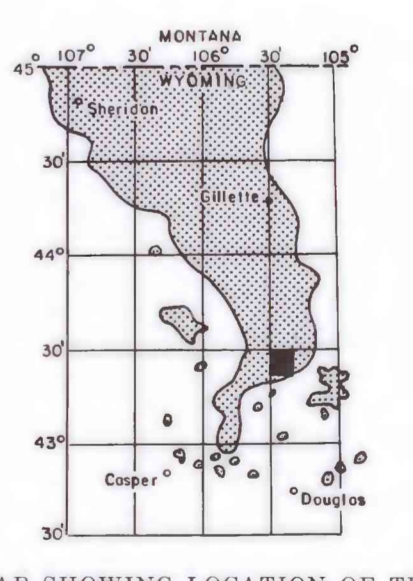 MONTANA
107° 30' 106° 30' 105°
45°
WYOMING
Sheridan
30'
Gillette
44°
30'
43°
Casper
Douglas
30'